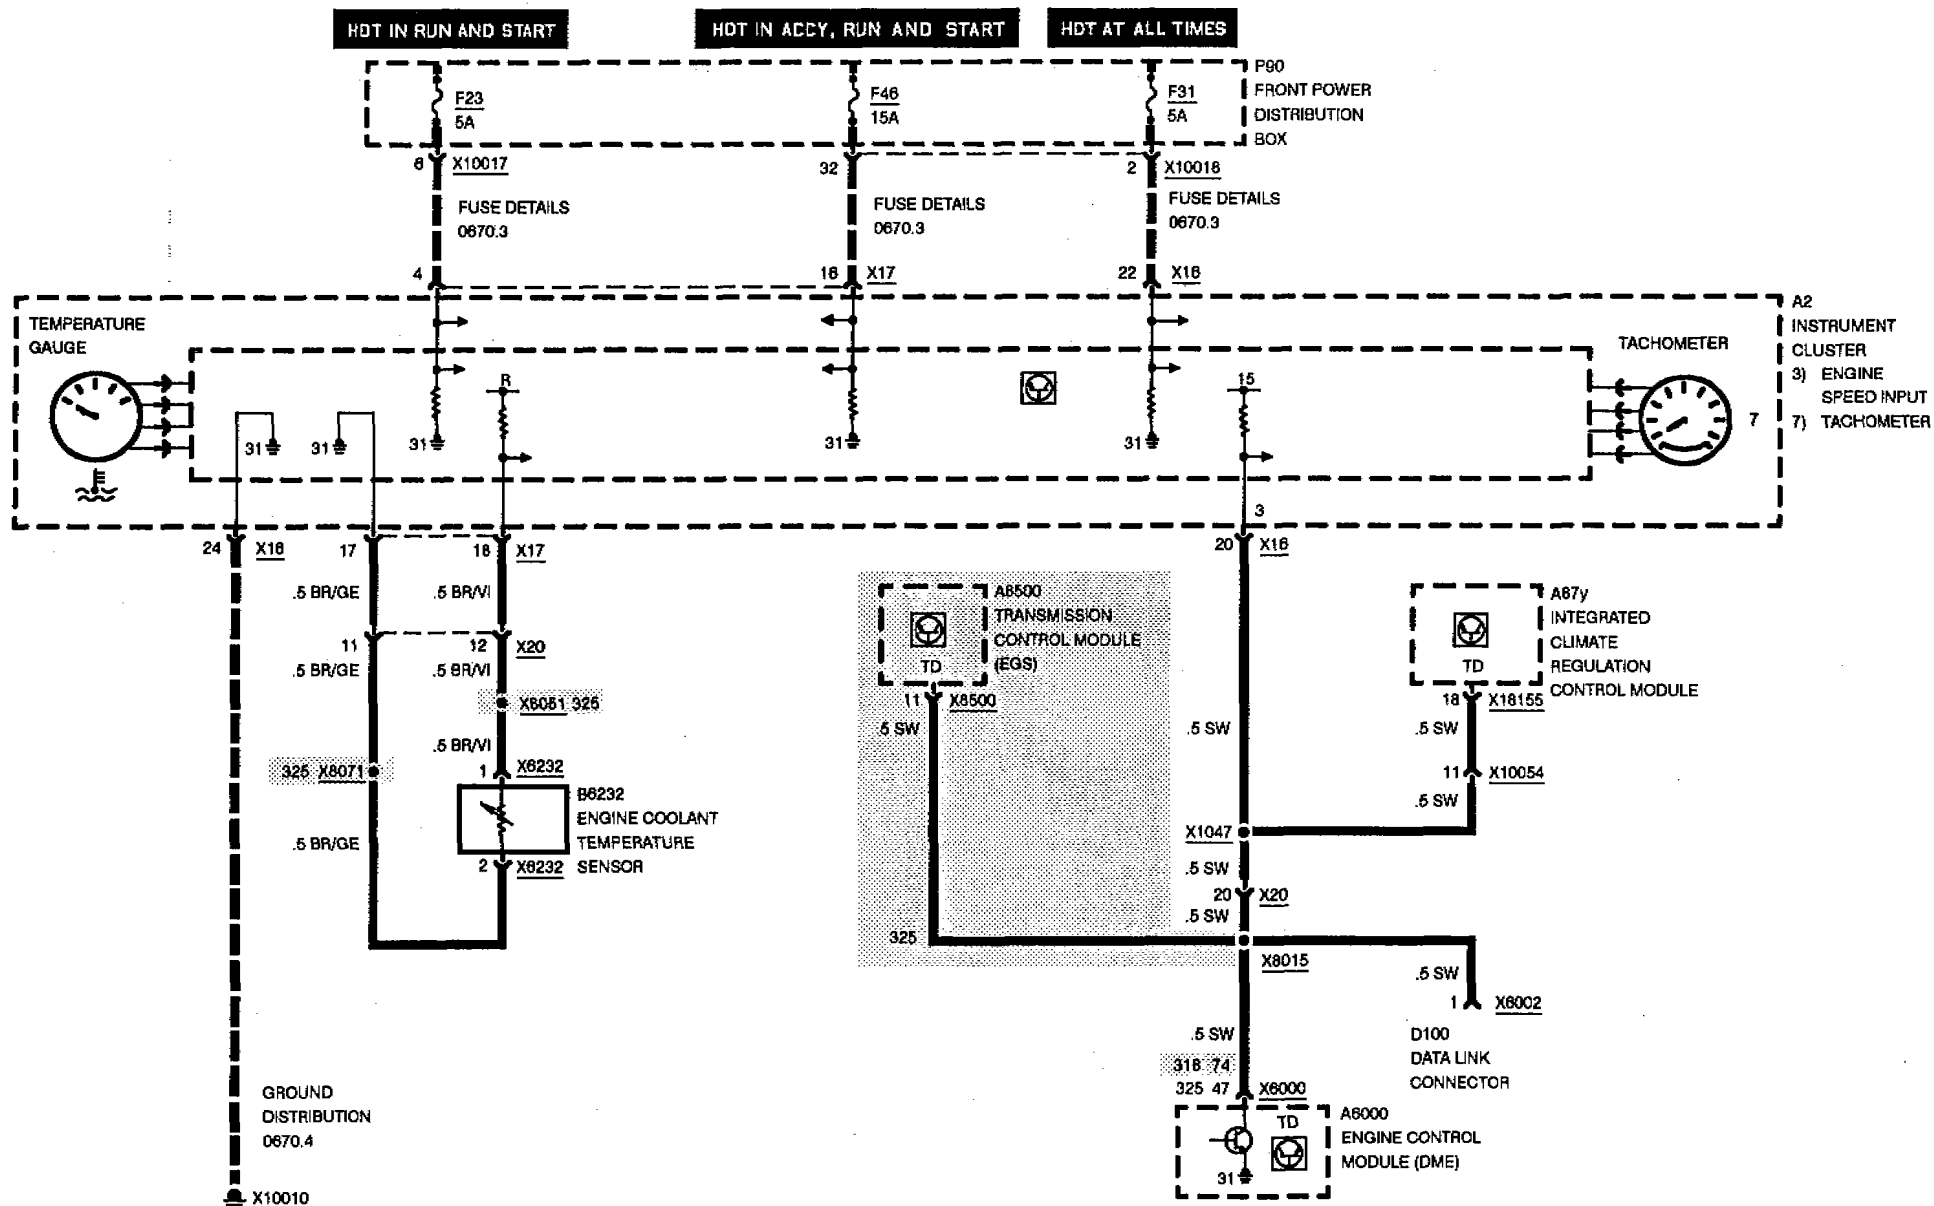 HOT IN RUN AND START
HOT IN ACCY, RUN AND START
HOT AT ALL TIMES
F23
5A
F46
15A
F31
5A
P90
FRONT POWER
DISTRIBUTION
BOX
6 X10017
32
2 X10016
FUSE DETAILS
0670.3
FUSE DETAILS
0670.3
FUSE DETAILS
0670.3
4
16 X17
22 X16
TEMPERATURE
GAUGE
R
15
31
31
31
31
31
TACHOMETER
7
A2
INSTRUMENT
CLUSTER
3) ENGINE
SPEED INPUT
7) TACHOMETER
3
24 X16
17
18 X17
20 X16
.5 BR/GE
.5 BR/VI
11
12 X20
.5 BR/GE
.5 BR/VI
X8051 325
.5 BR/VI
325 X8071
1 X6232
B6232
ENGINE COOLANT
TEMPERATURE
SENSOR
.5 BR/GE
2 X6232
A8500
TRANSMISSION
CONTROL MODULE
(EGS)
TD
11 X8500
.5 SW
325
.5 SW
A67y
INTEGRATED
CLIMATE
REGULATION
CONTROL MODULE
TD
18 X18155
.5 SW
11 X10054
.5 SW
X1047
.5 SW
20 X20
.5 SW
X8015
.5 SW
1 X6002
D100
DATA LINK
CONNECTOR
.5 SW
318 74
325 47 X6000
A6000
ENGINE CONTROL
MODULE (DME)
TD
31
GROUND
DISTRIBUTION
0670.4
X10010